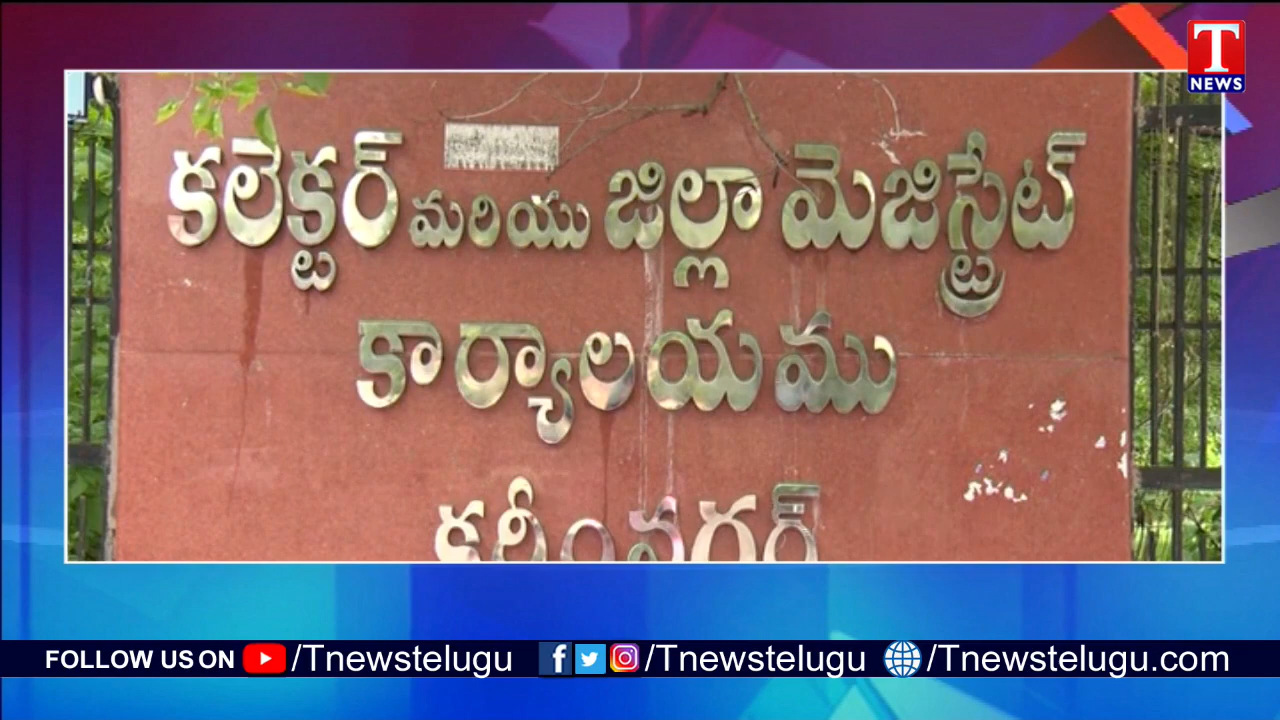 T
NEWS
కలెక్టర్ మరియు జిల్లా మెజిస్ట్రేట్
కార్యాలయము
కరీంనగర్
FOLLOW US ON /Tnewstelugu /Tnewstelugu /Tnewstelugu.com